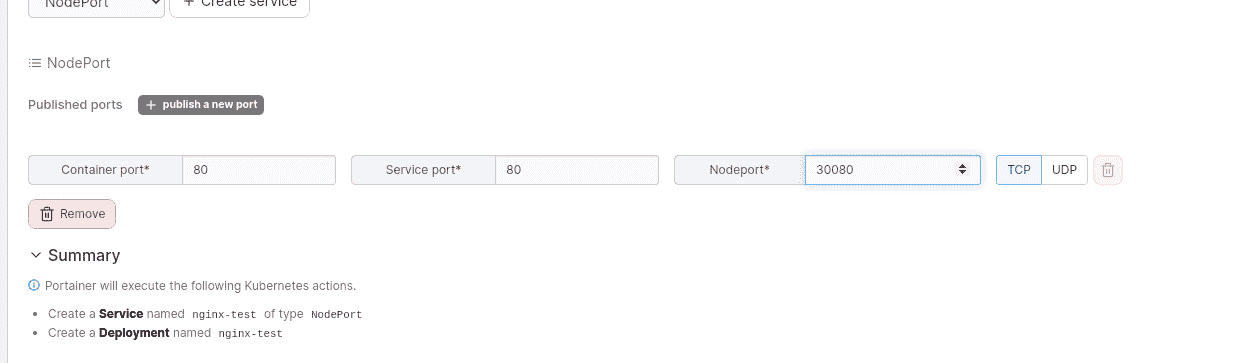 NodePort + Create service
NodePort
Published ports + publish a new port
Container port* 80 Service port* 80 Nodeport* 30080 TCP UDP
Remove
Summary
Portainer will execute the following Kubernetes actions.
• Create a Service named nginx-test of type NodePort
• Create a Deployment named nginx-test